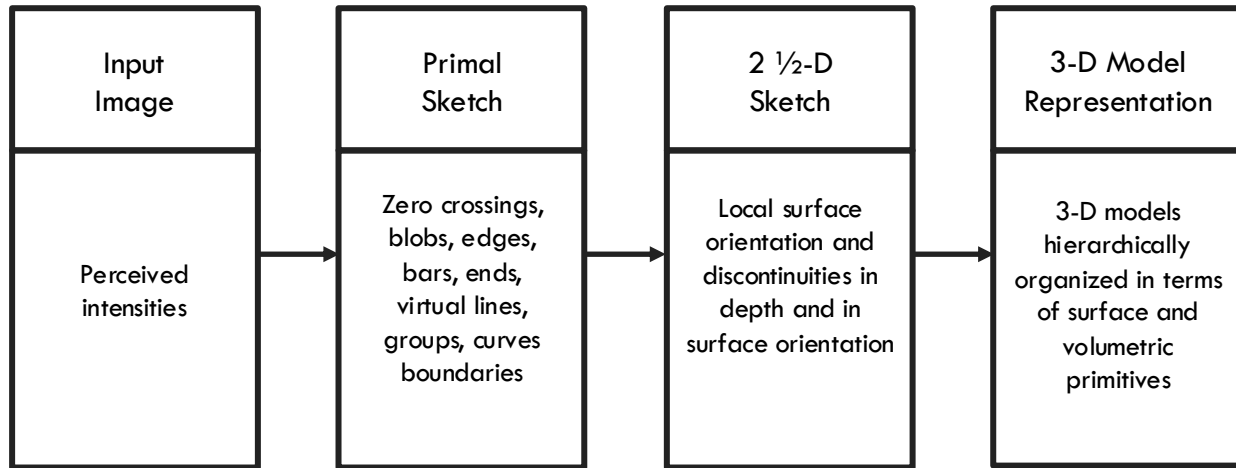 Input
Image
Perceived
intensities
Primal
Sketch
Zero crossings,
blobs, edges,
bars, ends,
virtual lines,
groups, curves
boundaries
2 ½-D
Sketch
Local surface
orientation and
discontinuities in
depth and in
surface orientation
3-D Model
Representation
3-D models
hierarchically
organized in terms
of surface and
volumetric
primitives